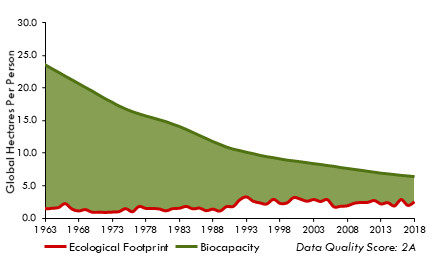 Global Hectares Per Person
30.0
25.0
20.0
15.0
10.0
5.0
0.0
1963 1968 1973 1978 1983 1988 1993 1998 2003 2008 2013 2018
Ecological Footprint Biocapacity Data Quality Score: 2A